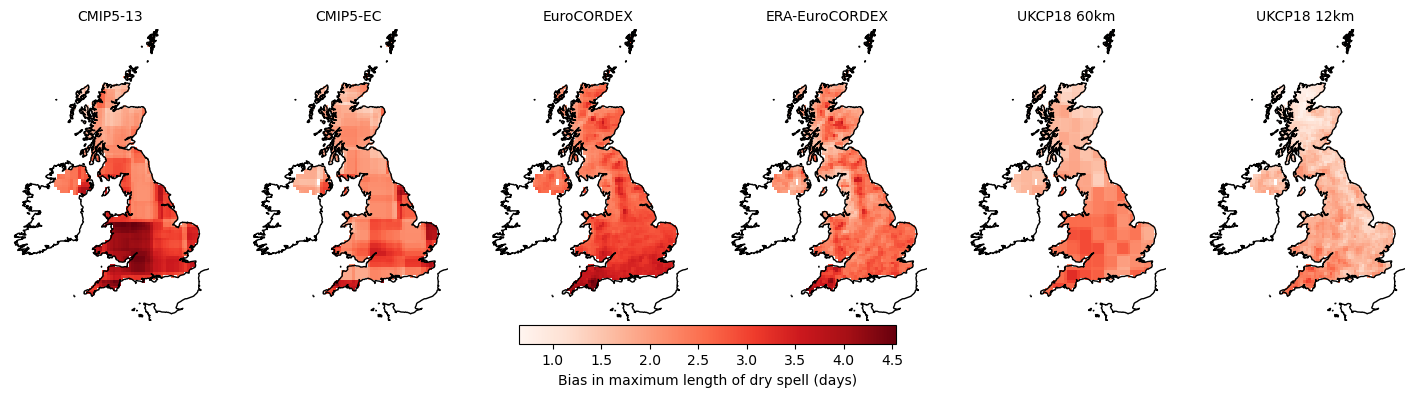 CMIP5-13
CMIP5-EC
EuroCORDEX
ERA-EuroCORDEX
UKCP18 60km
UKCP18 12km
1.0 1.5 2.0 2.5 3.0 3.5 4.0 4.5
Bias in maximum length of dry spell (days)